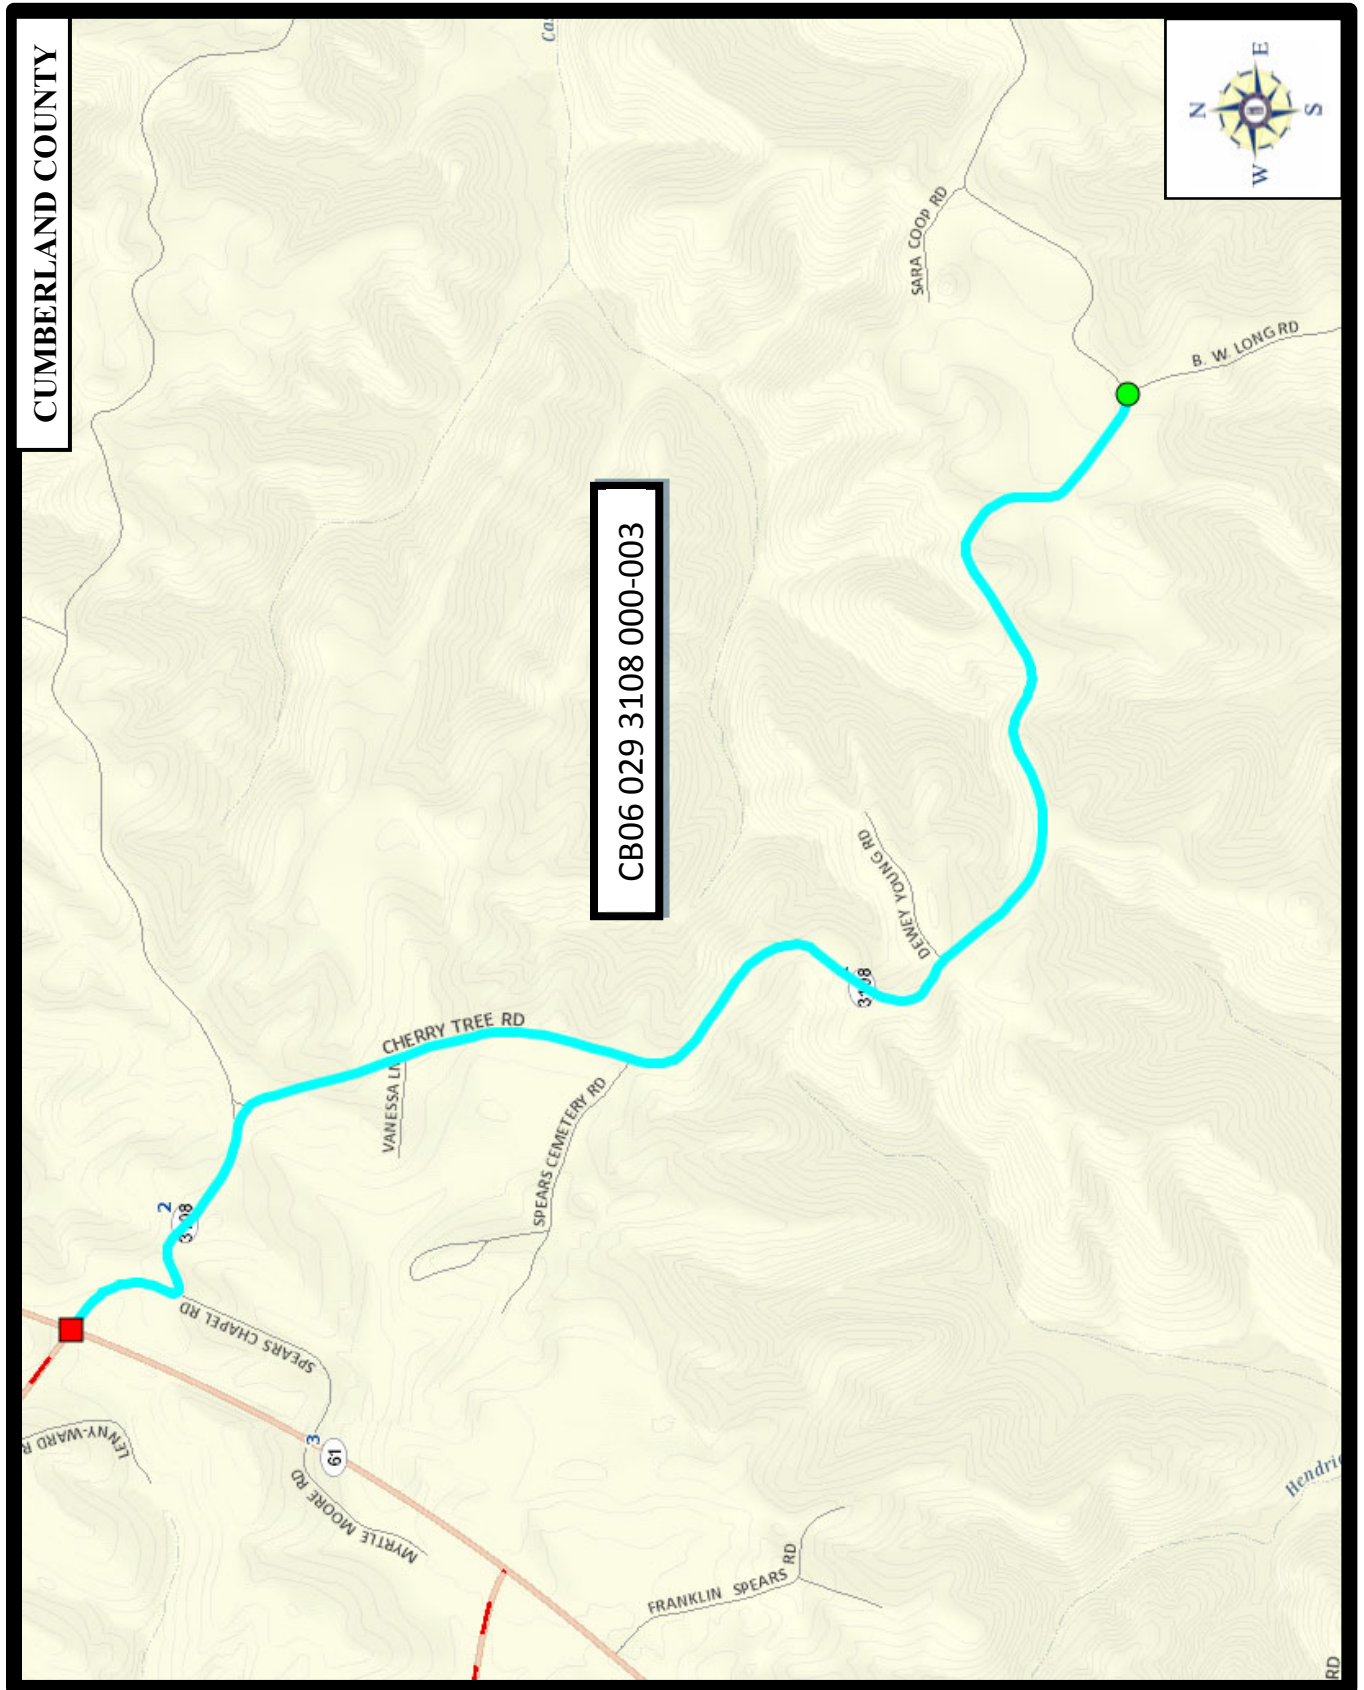 CUMBERLAND COUNTY
N
E
S
W
Ca
SARA COOP RD
B. W. LONG RD
CB06 029 3108 000-003
DEWEY YOUNG RD
3108
CHERRY TREE RD
VANESSA LN
SPEARS CEMETERY RD
2
3108
SPEARS CHAPEL RD
LENNY-WARD R
3
61
MYRTLE MOORE RD
FRANKLIN SPEARS RD
Hendric
RD